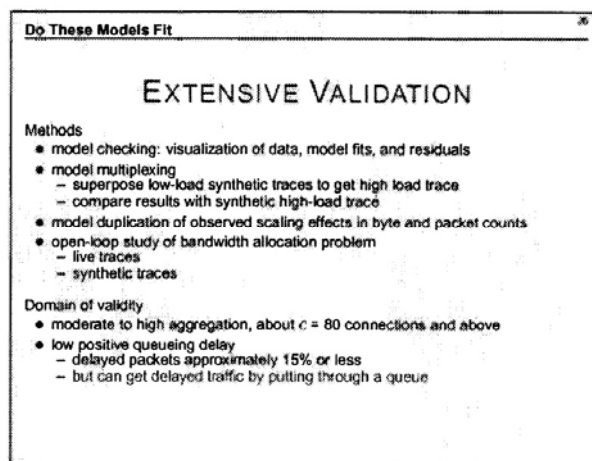 Do These Models Fit
26
EXTENSIVE VALIDATION
Methods
• model checking: visualization of data, model fits, and residuals
• model multiplexing
– superpose low-load synthetic traces to get high load trace
– compare results with synthetic high-load trace
• model duplication of observed scaling effects in byte and packet counts
• open-loop study of bandwidth allocation problem
– live traces
– synthetic traces
Domain of validity
• moderate to high aggregation, about c = 80 connections and above
• low positive queueing delay
– delayed packets approximately 15% or less
– but can get delayed traffic by putting through a queue